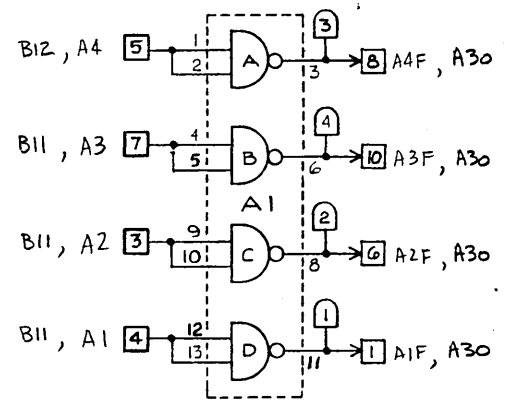 3
B12, A4 5 1 2 A 3 8 A4F, A30
4
B11, A3 7 4 5 B 6 10 A3F, A30
A1
2
B11, A2 3 9 10 C 8 6 A2F, A30
1
B11, A1 4 12 13 D 11 1 A1F, A30